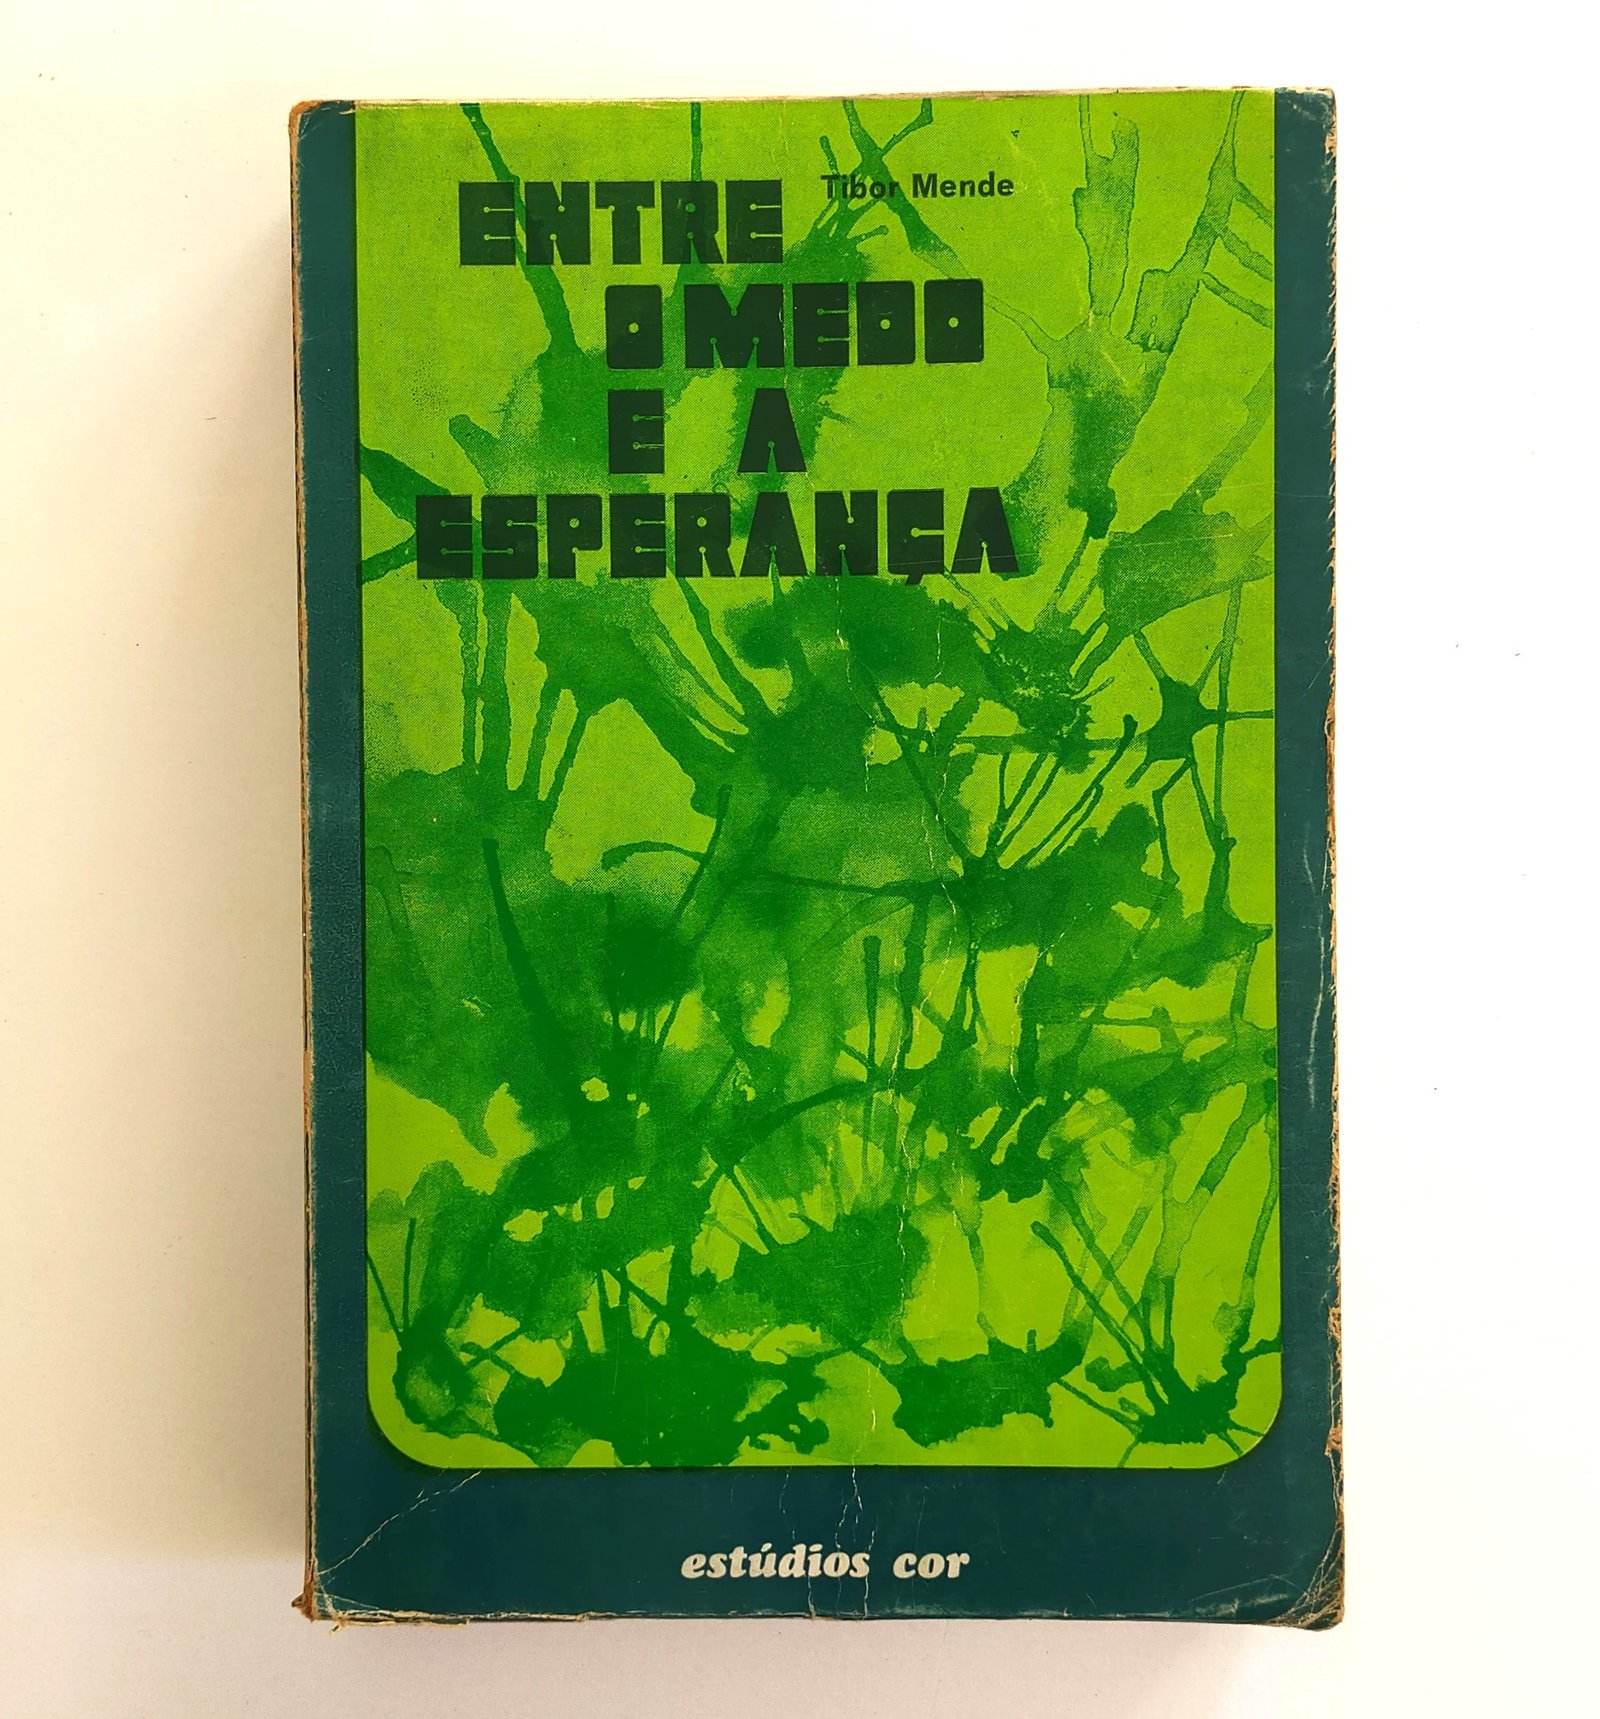 Tibor Mende
ENTRE
O MEDO
E A
ESPERANÇA
estúdios cor